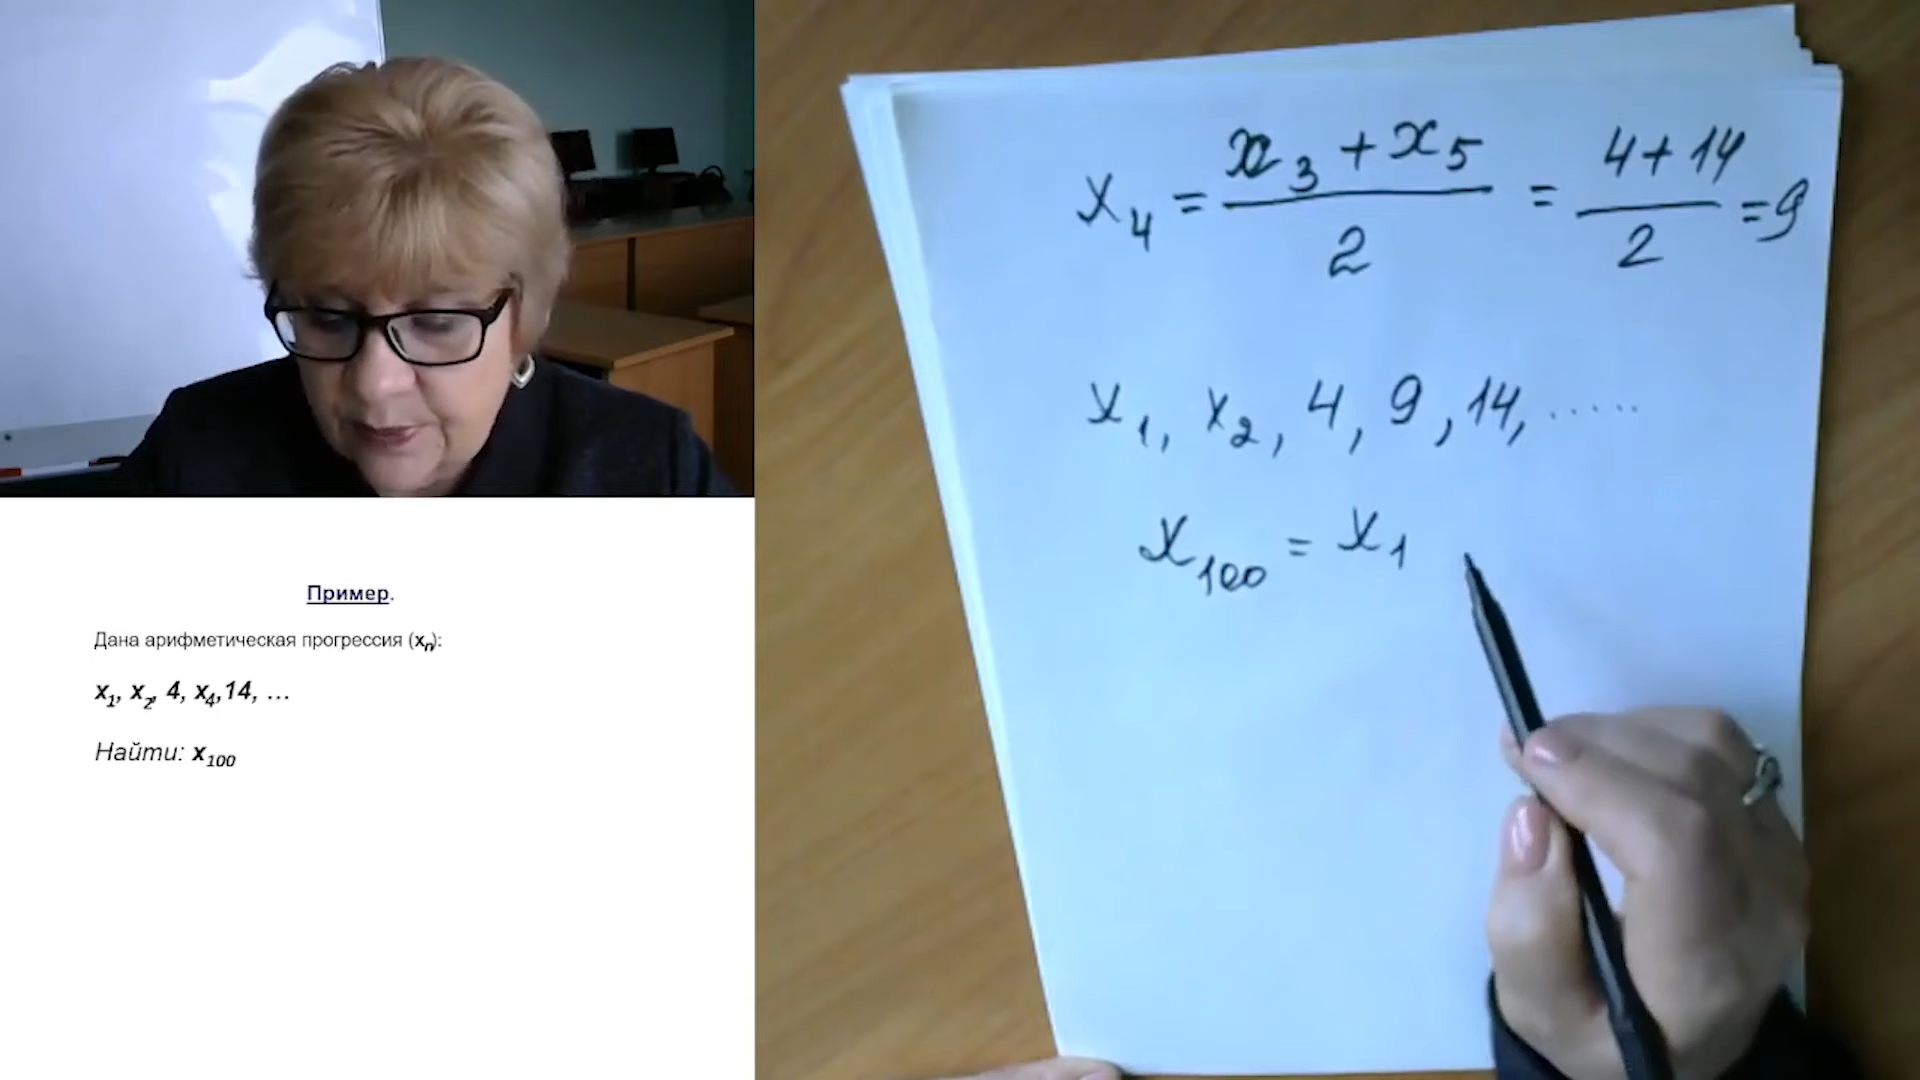 Пример.
Дана арифметическая прогрессия (xₙ):
x₁, x₂, 4, x₄,14, …
Найти: x₁₀₀
x₄ = (x₃ + x₅)/2 = (4+14)/2 = 9
x₁, x₂, 4, 9, 14, .....
x₁₀₀ = x₁